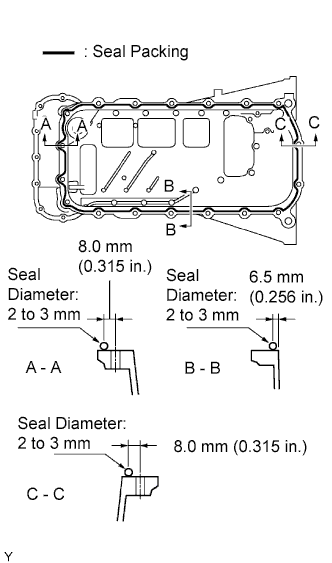 : Seal Packing
A A C C
B
B
8.0 mm
(0.315 in.)
Seal
Diameter:
2 to 3 mm
A - A
Seal
Diameter:
2 to 3 mm
6.5 mm
(0.256 in.)
B - B
Seal Diameter:
2 to 3 mm
8.0 mm (0.315 in.)
C - C
Y